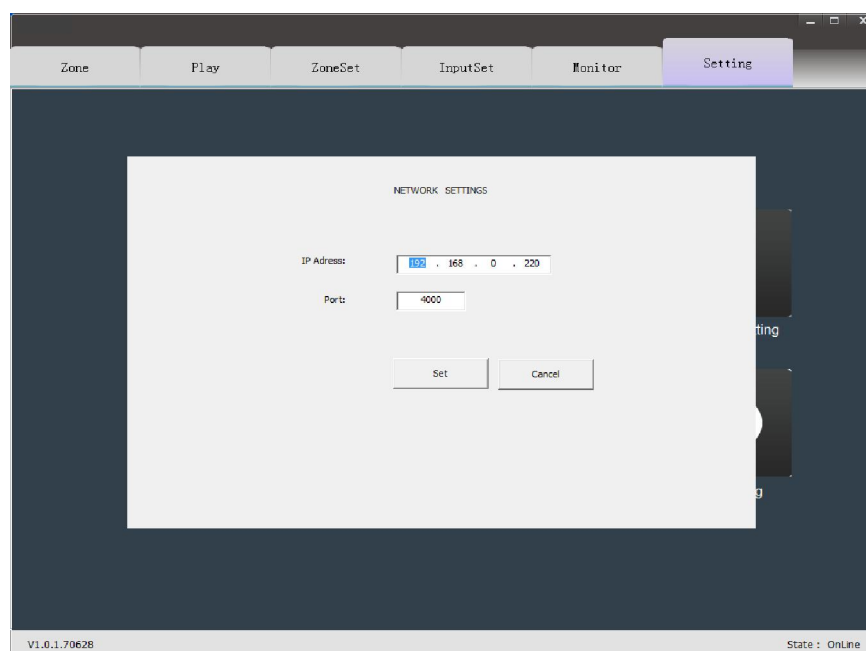 Zone Play ZoneSet InputSet Monitor Setting
NETWORK SETTINGS
IP Adress: 192 . 168 . 0 . 220
Port: 4000
ting
Set Cancel
g
V1.0.1.70628 State : OnLine